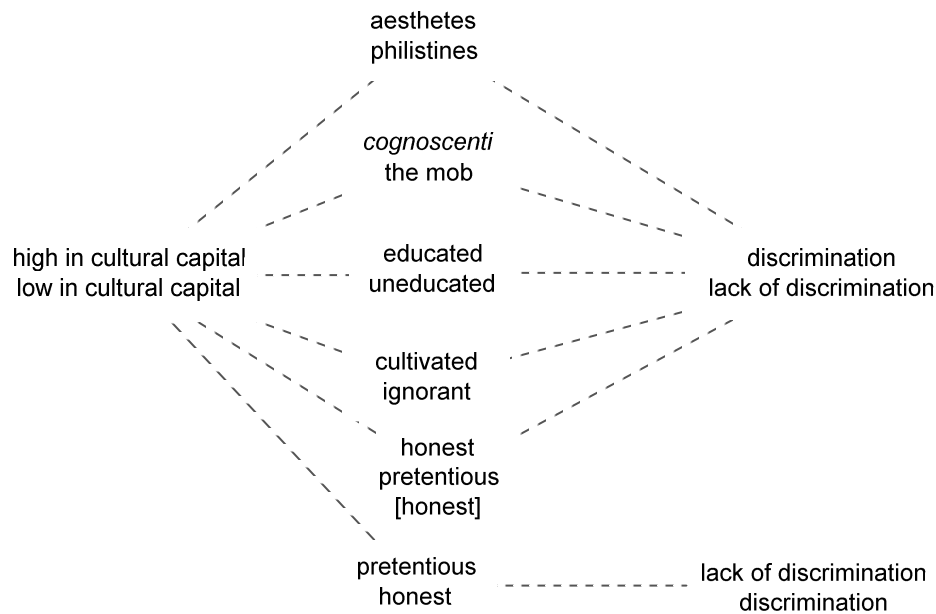 aesthetes
philistines
cognoscenti
the mob
high in cultural capital
low in cultural capital
educated
uneducated
discrimination
lack of discrimination
cultivated
ignorant
honest
pretentious
[honest]
pretentious
honest
lack of discrimination
discrimination